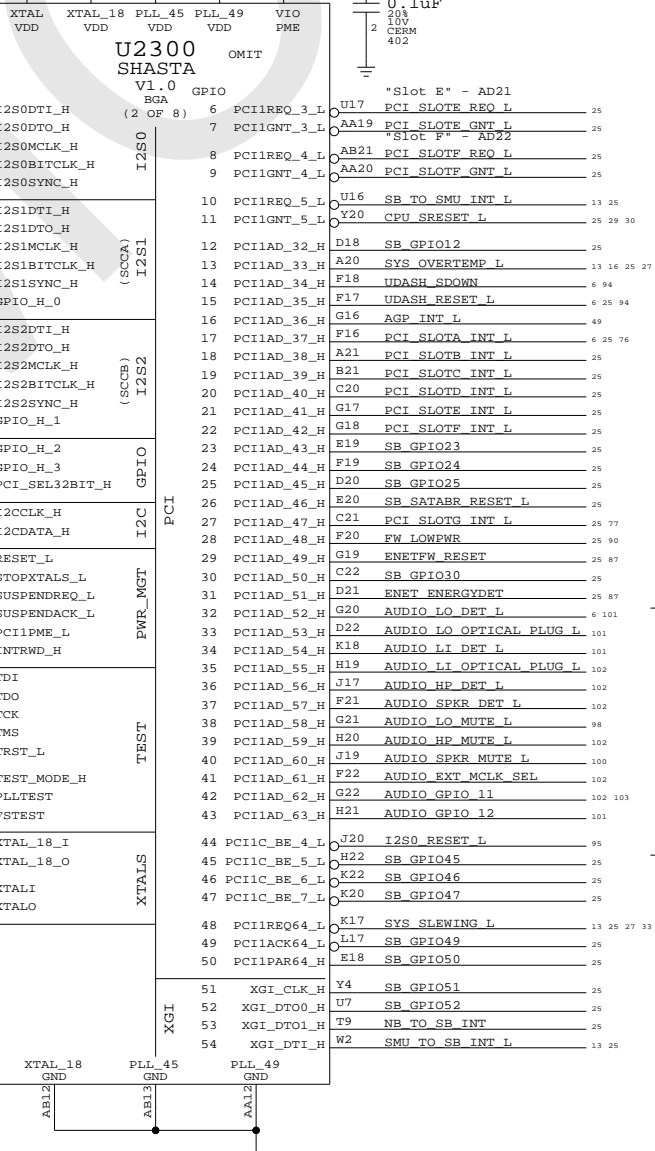 0.1uF
20%
10V
CERM
402
2
XTAL XTAL_18 PLL_45 PLL_49 VIO
VDD VDD VDD VDD PME
U2300
OMIT
SHASTA
V1.0
BGA
(2 OF 8)
GPIO
"Slot E" - AD21
I2S0DTI_H
I2S0DTO_H
I2S0MCLK_H
I2S0BITCLK_H
I2S0SYNC_H
I2S0
I2S1DTI_H
I2S1DTO_H
I2S1MCLK_H
I2S1BITCLK_H
I2S1SYNC_H
GPIO_H_0
(SCCA)
I2S1
I2S2DTI_H
I2S2DTO_H
I2S2MCLK_H
I2S2BITCLK_H
I2S2SYNC_H
GPIO_H_1
(SCCB)
I2S2
GPIO_H_2
GPIO_H_3
PCI_SEL32BIT_H
GPIO
I2CCLK_H
I2CDATA_H
I2C
RESET_L
STOPXTALS_L
SUSPENDREQ_L
SUSPENDACK_L
PCI1PME_L
INTRWD_H
PWR_MGT
TDI
TDO
TCK
TMS
TRST_L
TEST_MODE_H
PLLTEST
FSTEST
TEST
XTAL_18_I
XTAL_18_O
XTALI
XTALO
XTALS
PCI
XGI
6 PCI1REQ_3_L U17 PCI_SLOTE_REQ_L 25
7 PCI1GNT_3_L AA19 PCI_SLOTE_GNT_L 25
"Slot F" - AD22
8 PCI1REQ_4_L AB21 PCI_SLOTF_REQ_L 25
9 PCI1GNT_4_L AA20 PCI_SLOTF_GNT_L 25
10 PCI1REQ_5_L U16 SB_TO_SMU_INT_L 13 25
11 PCI1GNT_5_L Y20 CPU_SRESET_L 25 29 30
12 PCI1AD_32_H D18 SB_GPIO12 25
13 PCI1AD_33_H A20 SYS_OVERTEMP_L 13 16 25 27
14 PCI1AD_34_H F18 UDASH_SDOWN 6 94
15 PCI1AD_35_H F17 UDASH_RESET_L 6 25 94
16 PCI1AD_36_H G16 AGP_INT_L 49
17 PCI1AD_37_H F16 PCI_SLOTA_INT_L 6 25 76
18 PCI1AD_38_H A21 PCI_SLOTB_INT_L 25
19 PCI1AD_39_H B21 PCI_SLOTC_INT_L 25
20 PCI1AD_40_H C20 PCI_SLOTD_INT_L 25
21 PCI1AD_41_H G17 PCI_SLOTE_INT_L 25
22 PCI1AD_42_H G18 PCI_SLOTF_INT_L 25
23 PCI1AD_43_H E19 SB_GPIO23 25
24 PCI1AD_44_H F19 SB_GPIO24 25
25 PCI1AD_45_H D20 SB_GPIO25 25
26 PCI1AD_46_H E20 SB_SATABR_RESET_L 25
27 PCI1AD_47_H C21 PCI_SLOTG_INT_L 25 77
28 PCI1AD_48_H F20 FW_LOWPWR 25 90
29 PCI1AD_49_H G19 ENETFW_RESET 25 87
30 PCI1AD_50_H C22 SB_GPIO30 25
31 PCI1AD_51_H D21 ENET_ENERGYDET 25 87
32 PCI1AD_52_H G20 AUDIO_LO_DET_L 6 101
33 PCI1AD_53_H D22 AUDIO_LO_OPTICAL_PLUG_L 101
34 PCI1AD_54_H K18 AUDIO_LI_DET_L 101
35 PCI1AD_55_H H19 AUDIO_LI_OPTICAL_PLUG_L 102
36 PCI1AD_56_H J17 AUDIO_HP_DET_L 102
37 PCI1AD_57_H F21 AUDIO_SPKR_DET_L 102
38 PCI1AD_58_H G21 AUDIO_LO_MUTE_L 98
39 PCI1AD_59_H H20 AUDIO_HP_MUTE_L 102
40 PCI1AD_60_H J19 AUDIO_SPKR_MUTE_L 100
41 PCI1AD_61_H F22 AUDIO_EXT_MCLK_SEL 102
42 PCI1AD_62_H G22 AUDIO_GPIO_11 102 103
43 PCI1AD_63_H H21 AUDIO_GPIO_12 101
44 PCI1C_BE_4_L J20 I2S0_RESET_L 95
45 PCI1C_BE_5_L H22 SB_GPIO45 25
46 PCI1C_BE_6_L K22 SB_GPIO46 25
47 PCI1C_BE_7_L K20 SB_GPIO47 25
48 PCI1REQ64_L K17 SYS_SLEWING_L 13 25 27 33
49 PCI1ACK64_L L17 SB_GPIO49 25
50 PCI1PAR64_H E18 SB_GPIO50 25
51 XGI_CLK_H Y4 SB_GPIO51 25
52 XGI_DTO0_H U7 SB_GPIO52 25
53 XGI_DTO1_H T9 NB_TO_SB_INT 25
54 XGI_DTI_H W2 SMU_TO_SB_INT_L 13 25
XTAL_18 PLL_45 PLL_49
GND GND GND
AB12 AB13 AA12